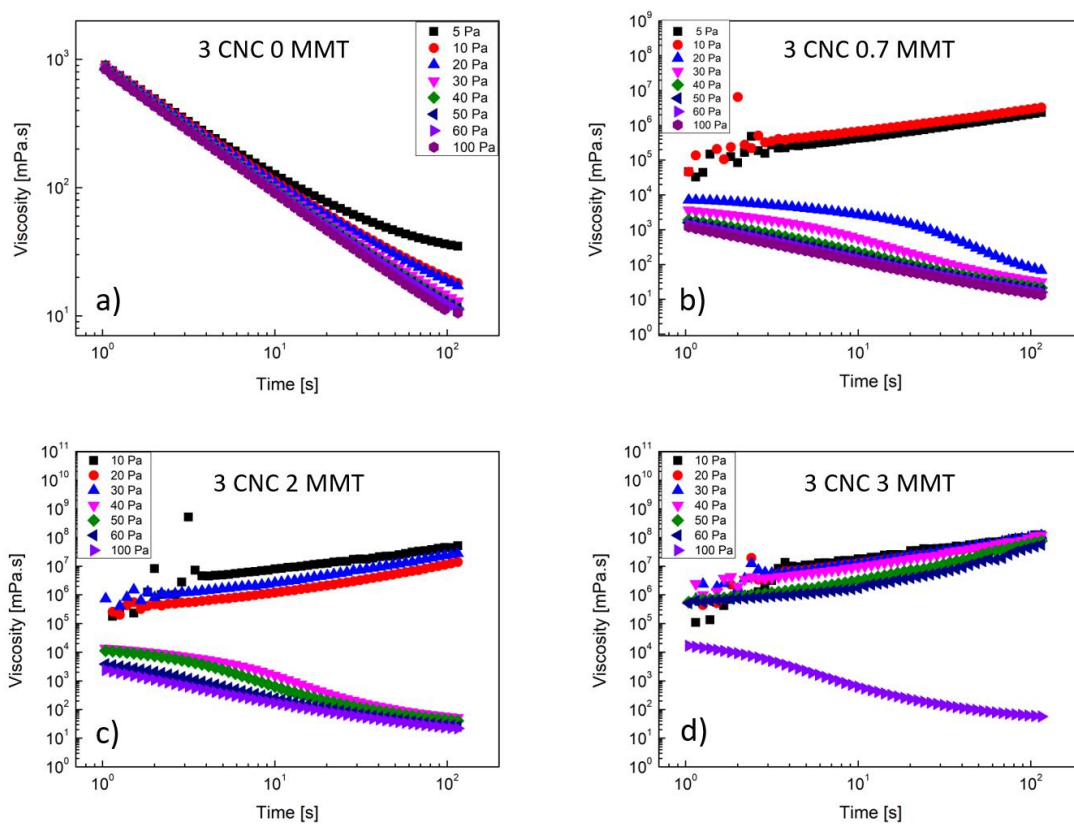 3 CNC 0 MMT
5 Pa
10 Pa
20 Pa
30 Pa
40 Pa
50 Pa
60 Pa
100 Pa
10³
10²
10¹
Viscosity [mPa.s]
a)
10⁰
10¹
10²
Time [s]
3 CNC 0.7 MMT
5 Pa
10 Pa
20 Pa
30 Pa
40 Pa
50 Pa
60 Pa
100 Pa
10⁹
10⁸
10⁷
10⁶
10⁵
10⁴
10³
10²
10¹
10⁰
Viscosity [mPa.s]
b)
10⁰
10¹
10²
Time [s]
3 CNC 2 MMT
10 Pa
20 Pa
30 Pa
40 Pa
50 Pa
60 Pa
100 Pa
10¹¹
10¹⁰
10⁹
10⁸
10⁷
10⁶
10⁵
10⁴
10³
10²
10¹
10⁰
Viscosity [mPa.s]
c)
10⁰
10¹
10²
Time [s]
3 CNC 3 MMT
10 Pa
20 Pa
30 Pa
40 Pa
50 Pa
60 Pa
100 Pa
10¹¹
10¹⁰
10⁹
10⁸
10⁷
10⁶
10⁵
10⁴
10³
10²
10¹
10⁰
Viscosity [mPa.s]
d)
10⁰
10¹
10²
Time [s]